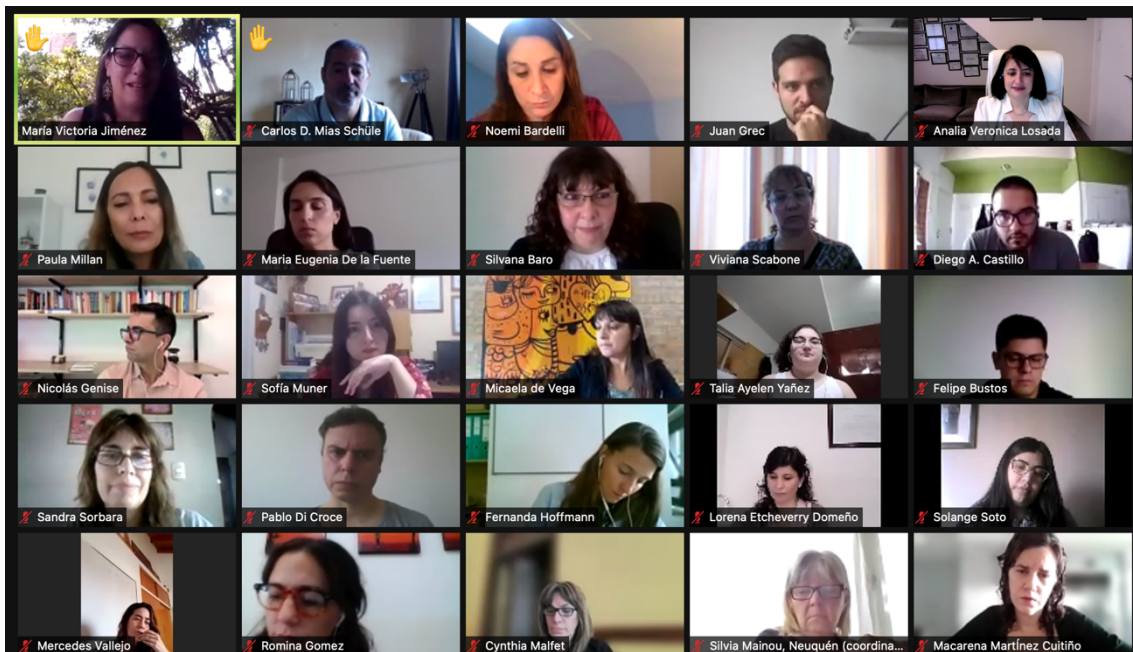 María Victoria Jiménez
Carlos D. Mias Schüle
Noemi Bardelli
Juan Grec
Analia Veronica Losada
Paula Millan
Maria Eugenia De la Fuente
Silvana Baro
Viviana Scabone
Diego A. Castillo
Nicolás Genise
Sofía Muner
Micaela de Vega
Talia Ayelen Yañez
Felipe Bustos
Sandra Sorbara
Pablo Di Croce
Fernanda Hoffmann
Lorena Etcheverry Domeño
Solange Soto
Mercedes Vallejo
Romina Gomez
Cynthia Malfet
Silvia Mainou, Neuquén (coordina...
Macarena MartÍnez Cuitiño